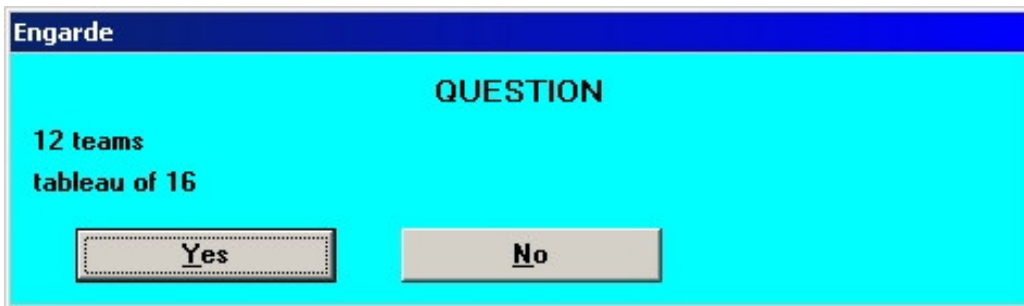 Engarde
QUESTION
12 teams
tableau of 16
Yes No